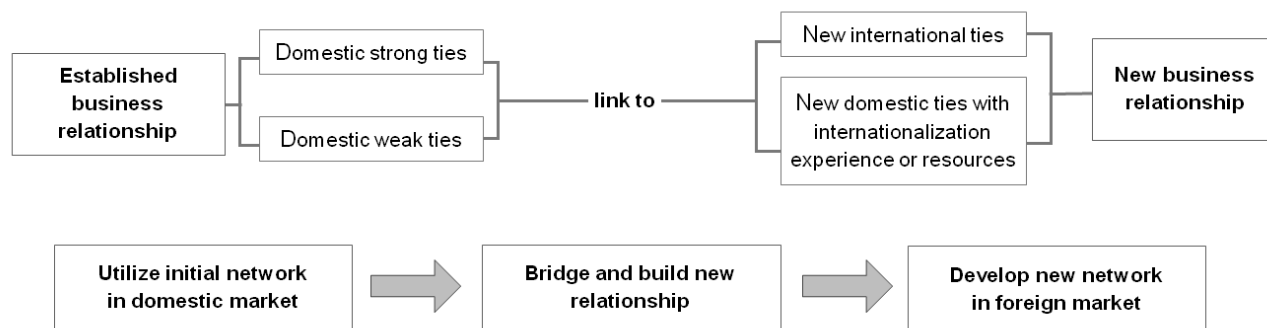 Established
business
relationship
Domestic strong ties
Domestic weak ties
link to
New international ties
New domestic ties with
internationalization
experience or resources
New business
relationship
Utilize initial network
in domestic market
Bridge and build new
relationship
Develop new network
in foreign market